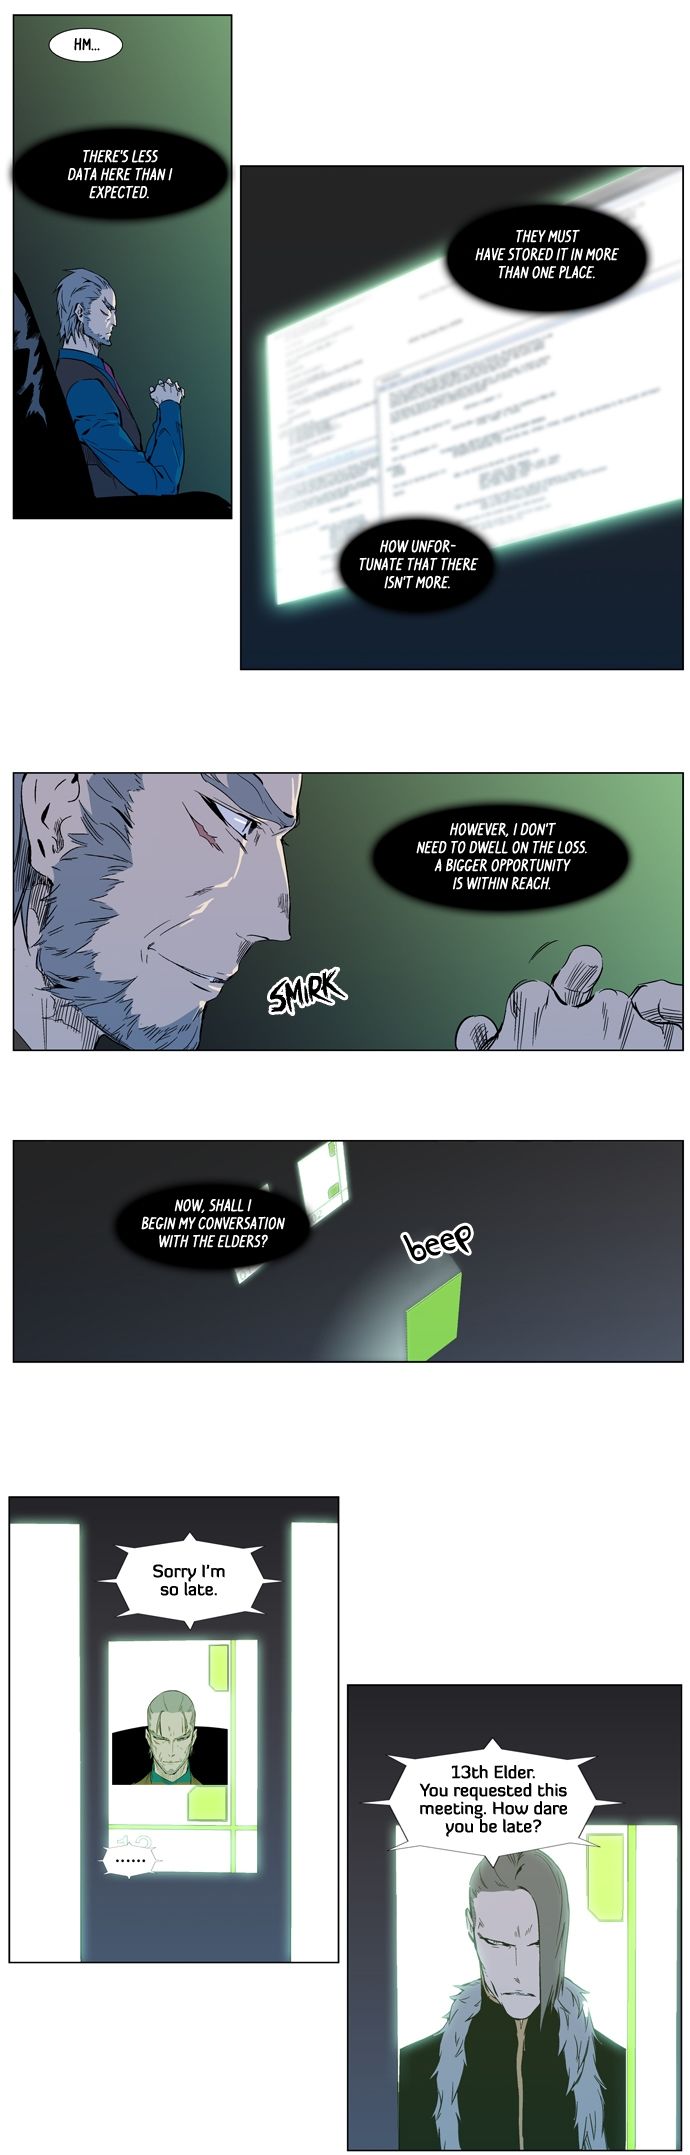 HM...
THERE'S LESS
DATA HERE THAN I
EXPECTED.
THEY MUST
HAVE STORED IT IN MORE
THAN ONE PLACE.
HOW UNFOR-
TUNATE THAT THERE
ISN'T MORE.
HOWEVER, I DON'T
NEED TO DWELL ON THE LOSS.
A BIGGER OPPORTUNITY
IS WITHIN REACH.
SMIRK
NOW, SHALL I
BEGIN MY CONVERSATION
WITH THE ELDERS?
beep
Sorry I'm
so late.
......
13th Elder.
You requested this
meeting. How dare
you be late?